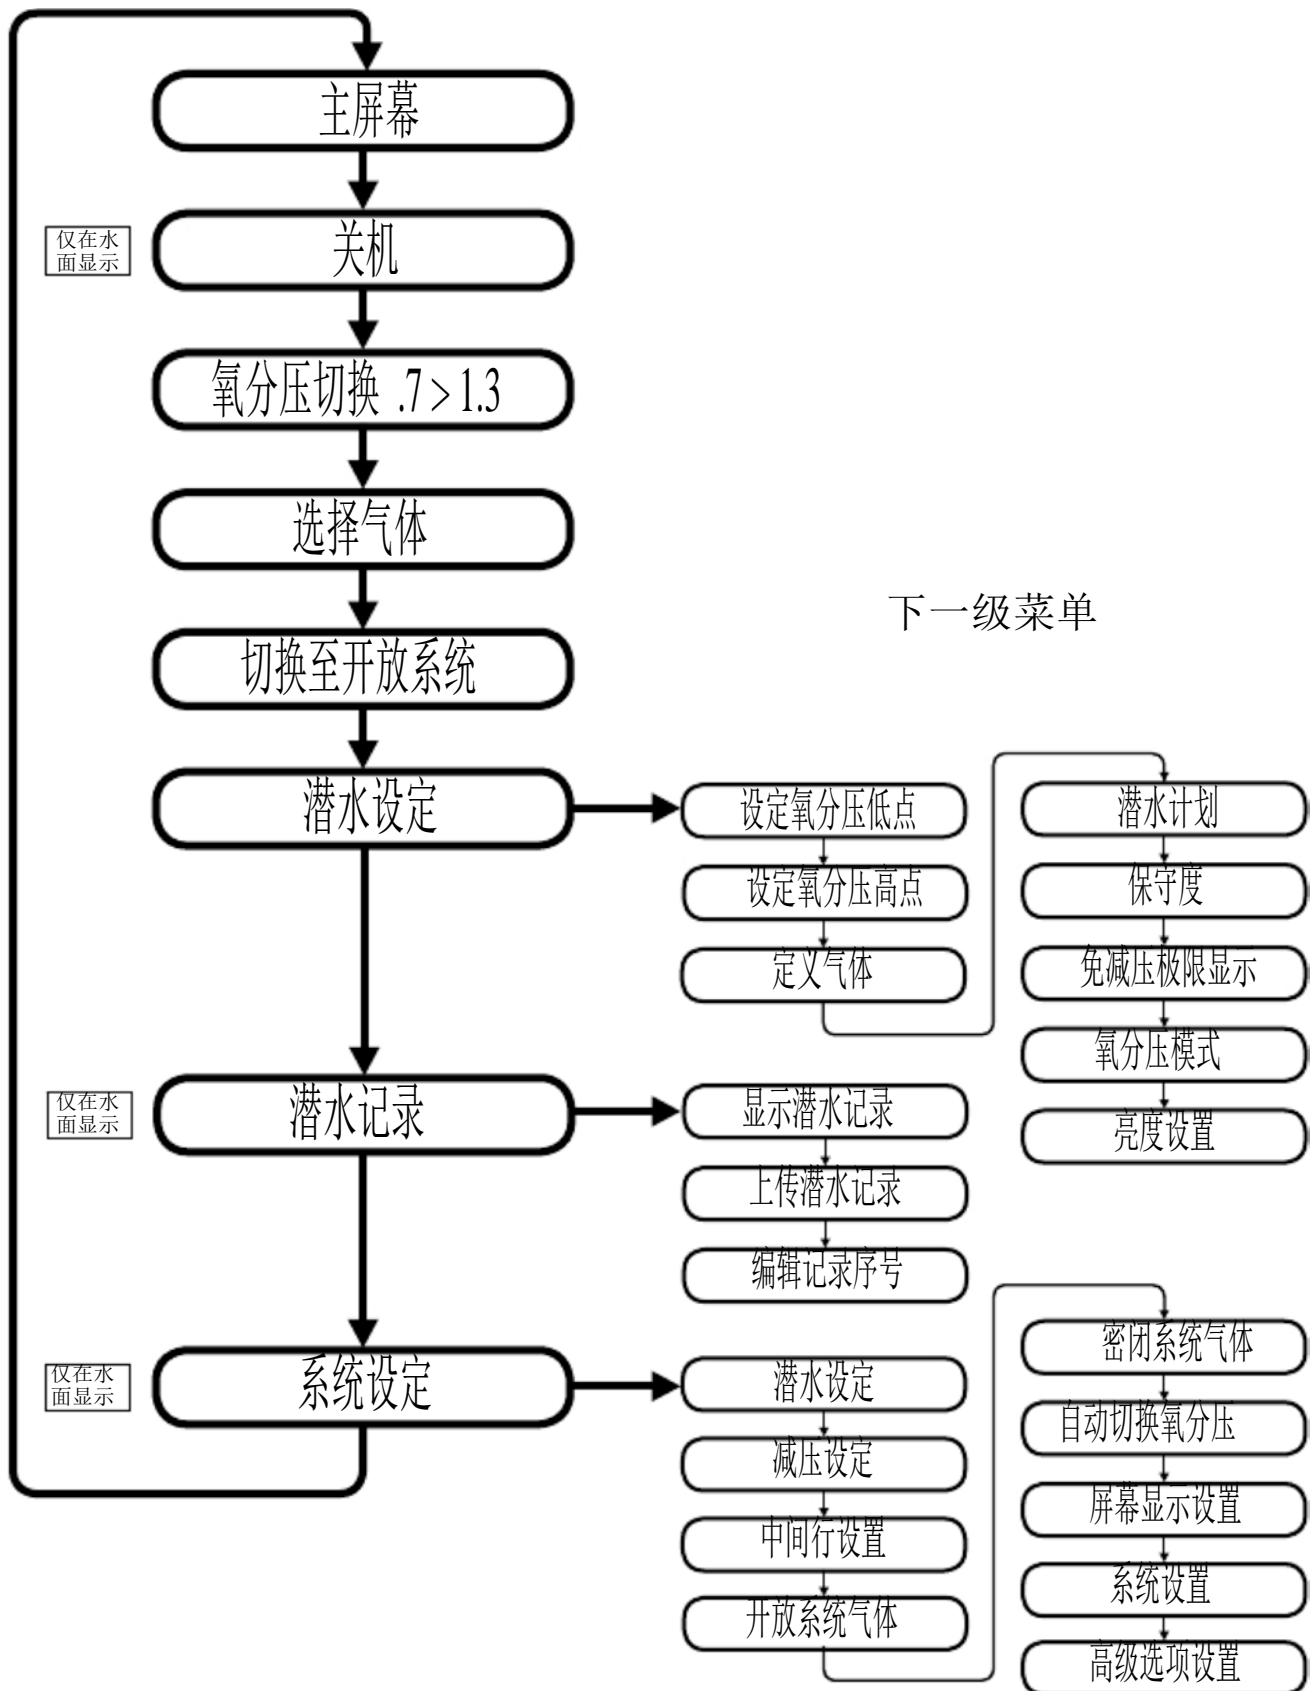 主屏幕
仅在水
面显示
关机
氧分压切换 .7 > 1.3
选择气体
切换至开放系统
下一级菜单
潜水设定
设定氧分压低点
设定氧分压高点
定义气体
潜水计划
保守度
免减压极限显示
氧分压模式
亮度设置
仅在水
面显示
潜水记录
显示潜水记录
上传潜水记录
编辑记录序号
仅在水
面显示
系统设定
潜水设定
减压设定
中间行设置
开放系统气体
密闭系统气体
自动切换氧分压
屏幕显示设置
系统设置
高级选项设置